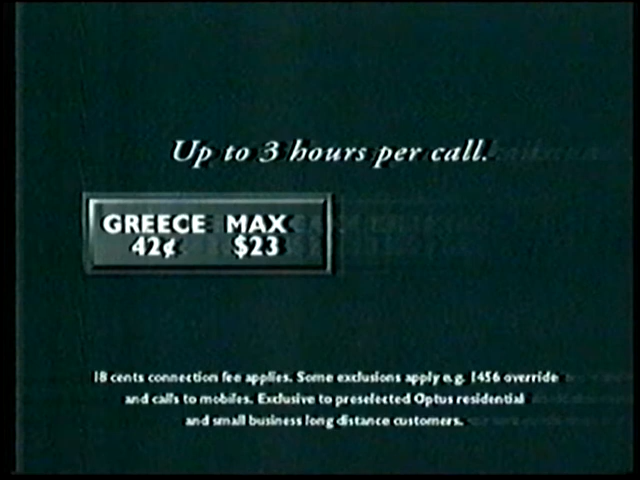 Up to 3 hours per call.
GREECE MAX
42¢ $23
18 cents connection fee applies. Some exclusions apply e.g. 1456 override
and calls to mobiles. Exclusive to preselected Optus residential
and small business long distance customers.